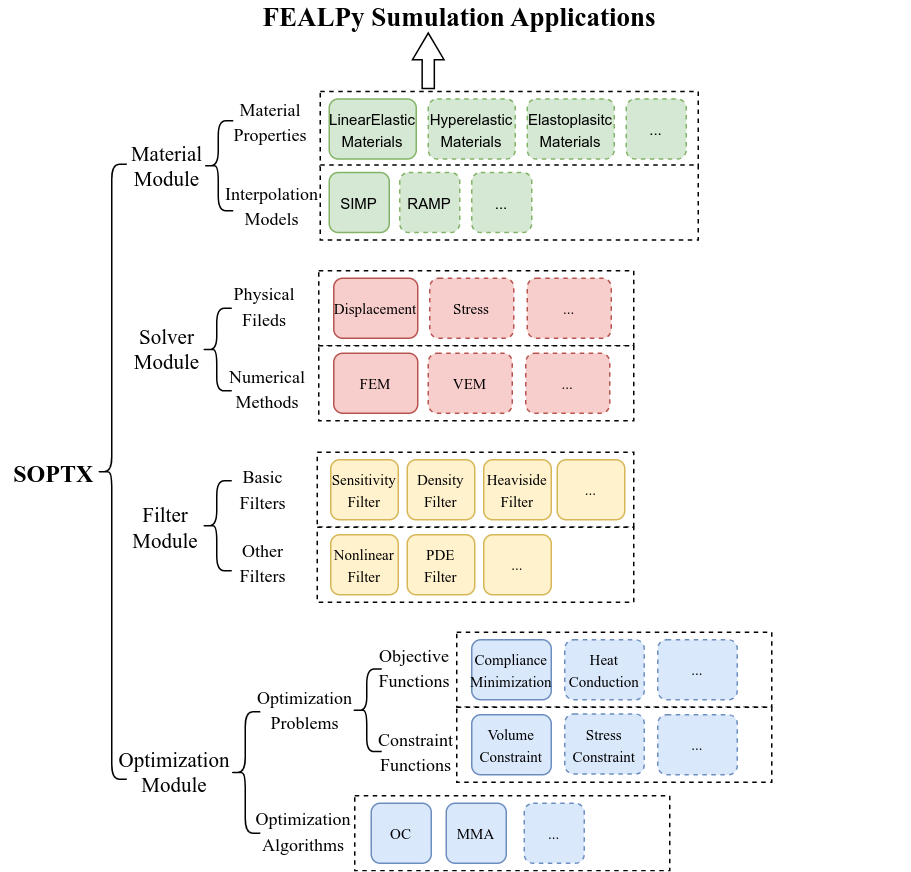 FEALPy Sumulation Applications
SOPTX
Material
Module
Material
Properties
LinearElastic
Materials
Hyperelastic
Materials
Elastoplasitc
Materials
...
Interpolation
Models
SIMP
RAMP
...
Solver
Module
Physical
Fileds
Displacement
Stress
...
Numerical
Methods
FEM
VEM
...
Filter
Module
Basic
Filters
Sensitivity
Filter
Density
Filter
Heaviside
Filter
...
Other
Filters
Nonlinear
Filter
PDE
Filter
...
Optimization
Module
Optimization
Problems
Objective
Functions
Compliance
Minimization
Heat
Conduction
...
Constraint
Functions
Volume
Constraint
Stress
Constraint
...
Optimization
Algorithms
OC
MMA
...